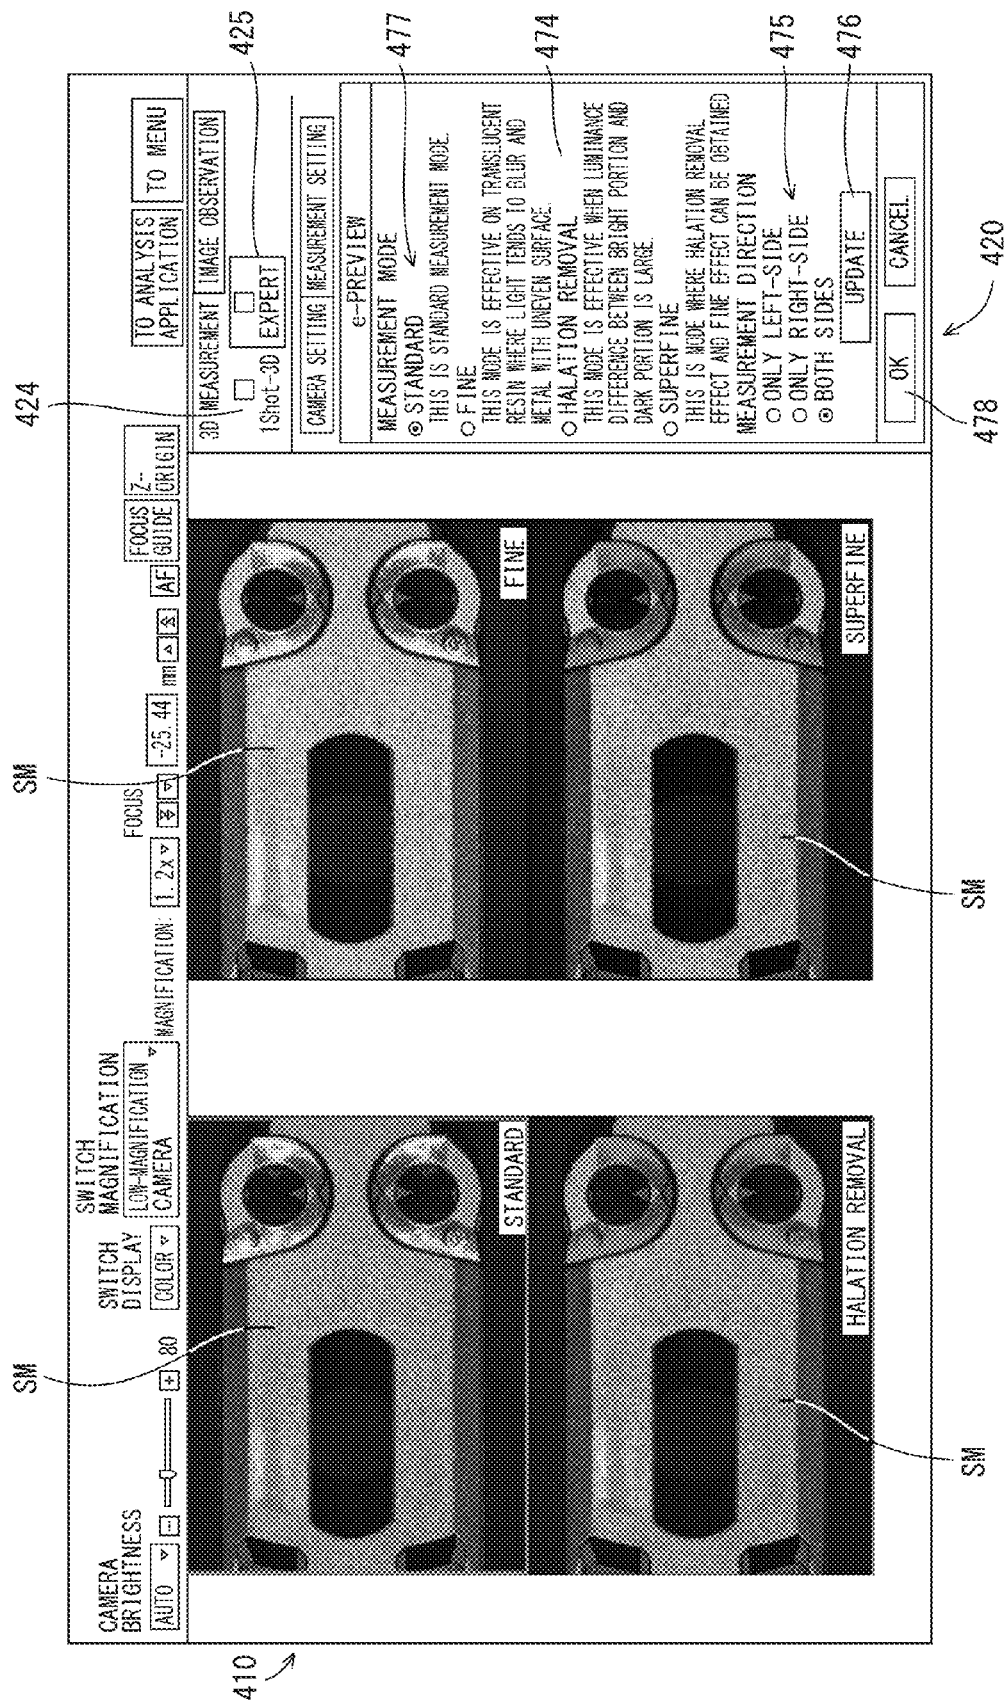 CAMERA
BRIGHTNESS
AUTO
80
SWITCH
DISPLAY
COLOR
SWITCH
MAGNIFICATION
LOW-MAGNIFICATION
CAMERA
MAGNIFICATION:
1.2x
FOCUS
-25.44
mm
AF
FOCUS
GUIDE
Z-
ORIGIN
TO ANALYSIS
APPLICATION
TO MENU
3D MEASUREMENT
IMAGE OBSERVATION
1Shot-3D
EXPERT
CAMERA SETTING
MEASUREMENT SETTING
e-PREVIEW
MEASUREMENT MODE
STANDARD
THIS IS STANDARD MEASUREMENT MODE.
FINE
THIS MODE IS EFFECTIVE ON TRANSLUCENT
RESIN WHERE LIGHT TENDS TO BLUR AND
METAL WITH UNEVEN SURFACE.
HALATION REMOVAL
THIS MODE IS EFFECTIVE WHEN LUMINANCE
DIFFERENCE BETWEEN BRIGHT PORTION AND
DARK PORTION IS LARGE.
SUPERFINE
THIS IS MODE WHERE HALATION REMOVAL
EFFECT AND FINE EFFECT CAN BE OBTAINED
MEASUREMENT DIRECTION
ONLY LEFT-SIDE
ONLY RIGHT-SIDE
BOTH SIDES
UPDATE
OK
CANCEL
STANDARD
FINE
HALATION REMOVAL
SUPERFINE
SM
SM
SM
SM
410
424
425
477
474
475
476
478
420